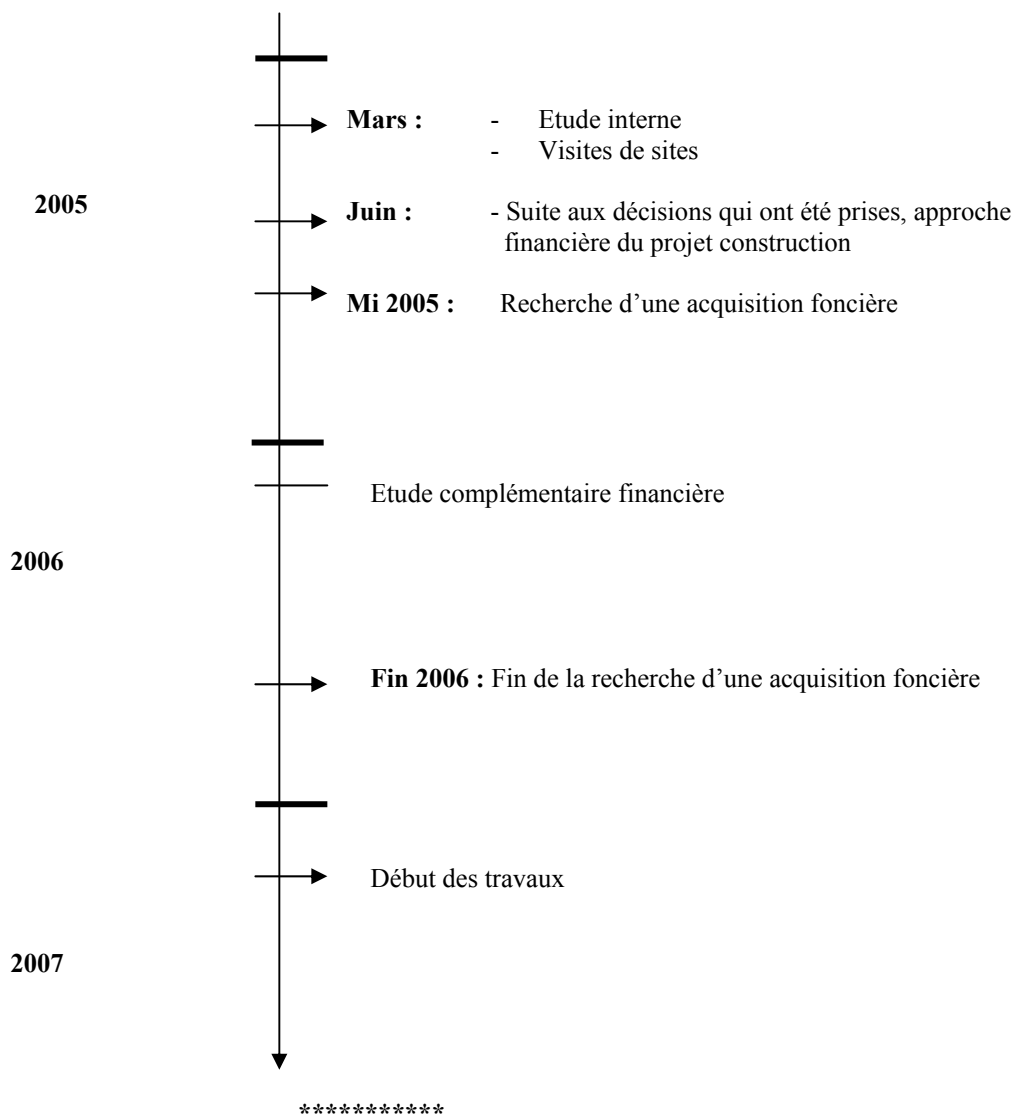 Mars : - Etude interne
- Visites de sites
2005
Juin : - Suite aux décisions qui ont été prises, approche
financière du projet construction
Mi 2005 : Recherche d’une acquisition foncière
Etude complémentaire financière
2006
Fin 2006 : Fin de la recherche d’une acquisition foncière
Début des travaux
2007
***********